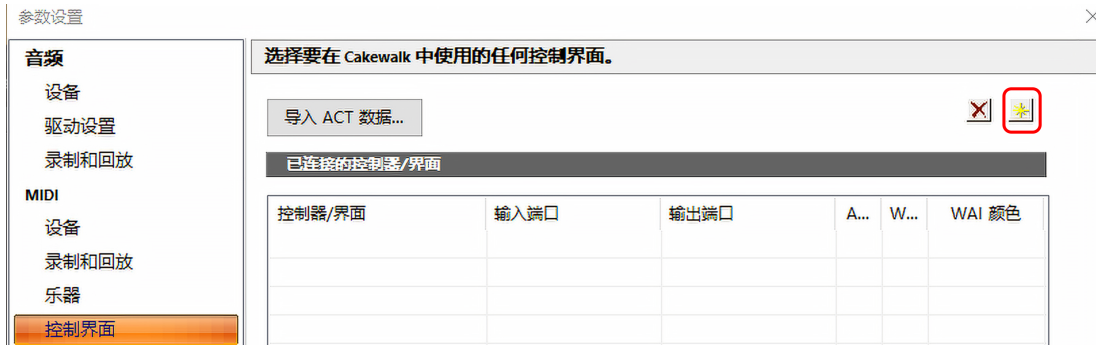 参数设置
音频
设备
驱动设置
录制和回放
MIDI
设备
录制和回放
乐器
控制界面
选择要在 Cakewalk 中使用的任何控制界面。
导入 ACT 数据...
已连接的控制器/界面
控制器/界面 输入端口 输出端口 A... W... WAI 颜色